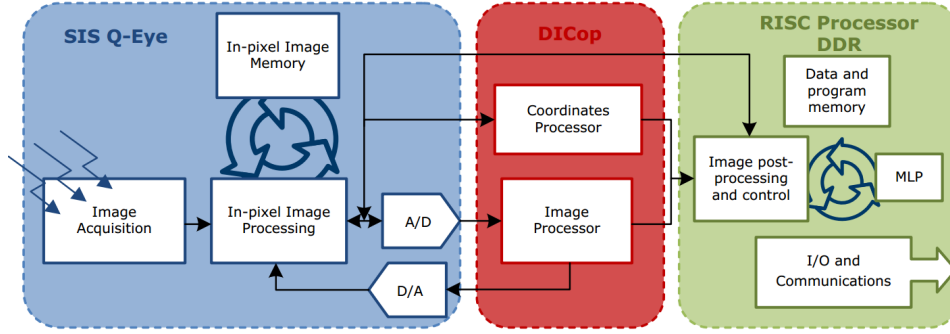 SIS Q-Eye
In-pixel Image
Memory
Image
Acquisition
In-pixel Image
Processing
A/D
D/A
DICop
Coordinates
Processor
Image
Processor
RISC Processor
DDR
Data and
program
memory
Image post-
processing
and control
MLP
I/O and
Communications